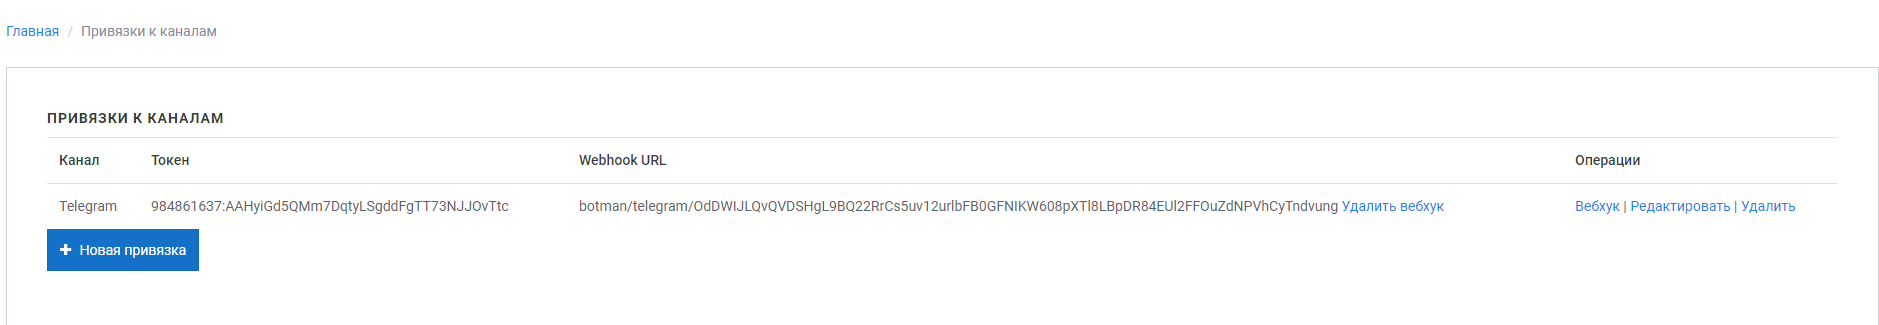 Главная / Привязки к каналам
ПРИВЯЗКИ К КАНАЛАМ
Канал Токен Webhook URL Операции
Telegram 984861637:AAHyiGd5QMm7DqtyLSgddFgTT73NJJOvTtc botman/telegram/OdDWIJLQvQVDSHgL9BQ22RrCs5uv12urlbFB0GFNIKW608pXTl8LBpDR84EUl2FFOuZdNPVhCyTndvung Удалить вебхук Вебхук | Редактировать | Удалить
+ Новая привязка